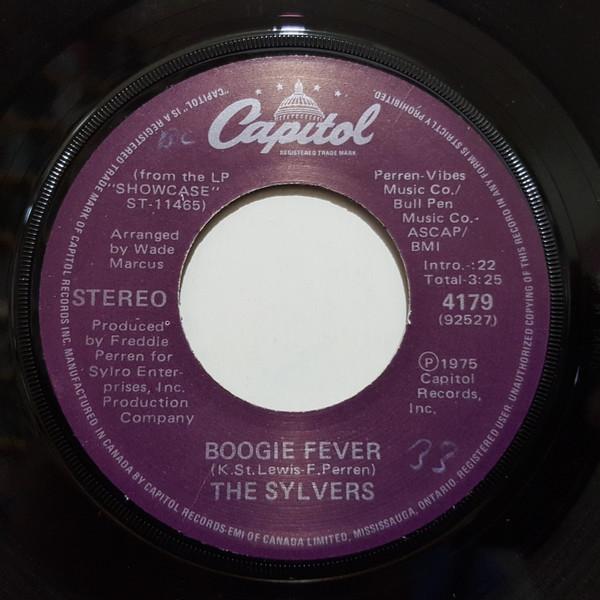 Capitol
REGISTERED TRADE MARK
(from the LP
"SHOWCASE"
ST-11465)
Arranged
by Wade
Marcus
STEREO
Produced
by Freddie
Perren for
Sylro Enter-
prises, Inc.
Production
Company
Perren-Vibes
Music Co./
Bull Pen
Music Co.-
ASCAP/
BMI
Intro.-:22
Total-3:25
4179
(92527)
℗ 1975
Capitol
Records,
Inc.
BOOGIE FEVER
(K.St.Lewis-F.Perren)
THE SYLVERS
33
"CAPITOL" IS A REGISTERED TRADE MARK OF CAPITOL RECORDS INC. MANUFACTURED IN CANADA BY CAPITOL RECORDS-EMI OF CANADA LIMITED, MISSISSAUGA, ONTARIO. REGISTERED USER. UNAUTHORIZED COPYING OF THIS RECORD IN ANY FORM IS STRICTLY PROHIBITED.